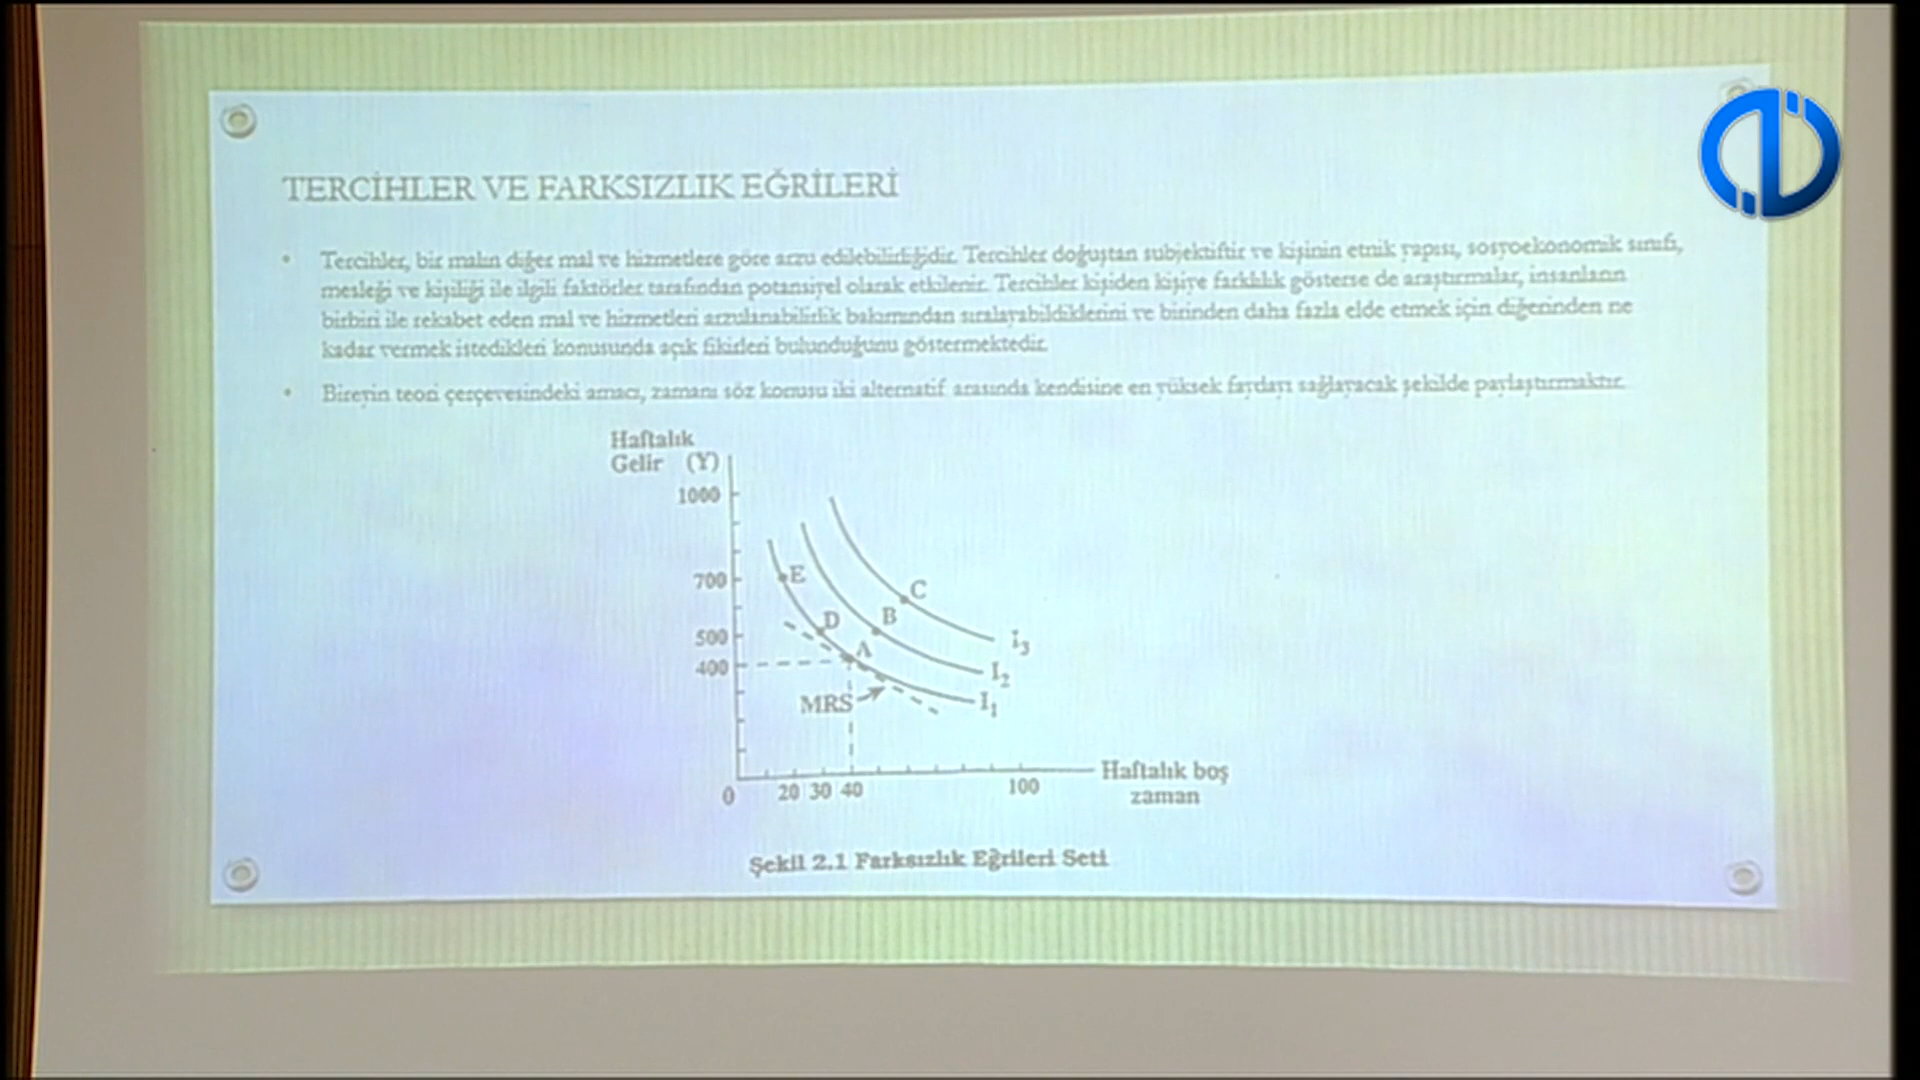 TERCİHLER VE FARKSIZLIK EĞRİLERİ
• Tercihler, bir malın diğer mal ve hizmetlere göre arzu edilebilirliğidir. Tercihler doğuştan subjektiftir ve kişinin etnik yapısı, sosyoekonomik sınıfı,
mesleği ve kişiliği ile ilgili faktörler tarafından potansiyel olarak etkilenir. Tercihler kişiden kişiye farklılık gösterse de araştırmalar, insanların
birbiri ile rekabet eden mal ve hizmetleri arzulanabilirlik bakımından sıralayabildiklerini ve birinden daha fazla elde etmek için diğerinden ne
kadar vermek istedikleri konusunda açık fikirleri bulunduğunu göstermektedir.
• Bireyin teori çerçevesindeki amacı, zamanı söz konusu iki alternatif arasında kendisine en yüksek faydayı sağlayacak şekilde paylaştırmaktır.
Haftalık
Gelir (Y)
1000
700
500
400
E
D
A
B
C
MRS
İ3
I2
I1
0 20 30 40 100
Haftalık boş
zaman
Şekil 2.1 Farksızlık Eğrileri Seti